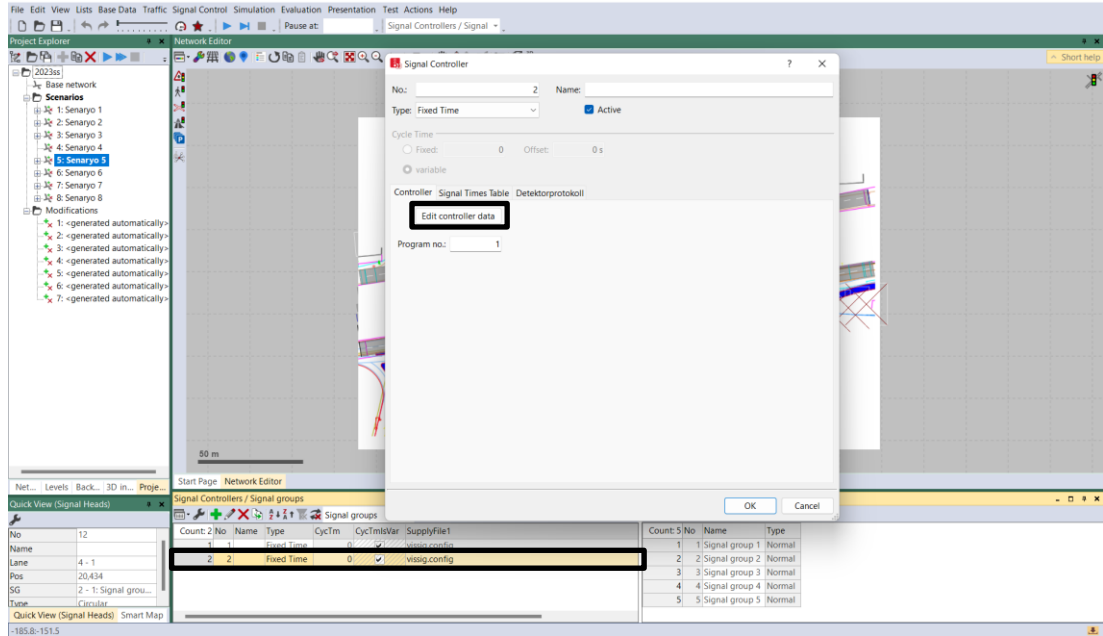 File Edit View Lists Base Data Traffic Signal Control Simulation Evaluation Presentation Test Actions Help
Pause at:
Signal Controllers / Signal
Project Explorer
Network Editor
Short help
2023ss
Base network
Scenarios
1: Senaryo 1
2: Senaryo 2
3: Senaryo 3
4: Senaryo 4
5: Senaryo 5
6: Senaryo 6
7: Senaryo 7
8: Senaryo 8
Modifications
1: <generated automatically>
2: <generated automatically>
3: <generated automatically>
4: <generated automatically>
5: <generated automatically>
6: <generated automatically>
7: <generated automatically>
Signal Controller
No.: 2 Name:
Type: Fixed Time Active
Cycle Time
Fixed: 0 Offset: 0 s
variable
Controller Signal Times Table Detektorprotokoll
Edit controller data
Program no.: 1
OK Cancel
50 m
Net... Levels Back... 3D in... Proje...
Start Page Network Editor
Quick View (Signal Heads)
No 12
Name
Lane 4 - 1
Pos 20,434
SG 2 - 1: Signal grou...
Type Circular
Quick View (Signal Heads) Smart Map
Signal Controllers / Signal groups
Signal groups
Count: 2 No Name Type CycTm CycTmIsVar SupplyFile1
1 1 Fixed Time 0 vissig.config
2 2 Fixed Time 0 vissig.config
Count: 5 No Name Type
1 1 Signal group 1 Normal
2 2 Signal group 2 Normal
3 3 Signal group 3 Normal
4 4 Signal group 4 Normal
5 5 Signal group 5 Normal
-185.8:-151.5